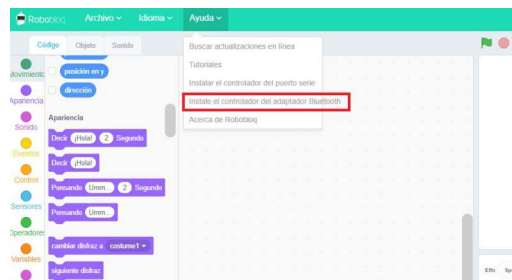 Robobloq Archivo Idioma Ayuda
Código Objeto Sonido
Buscar actualizaciones en línea
Tutoriales
Instalar el controlador del puerto serie
Instale el controlador del adaptador Bluetooth
Acerca de Robobloq
Movimiento
Apariencia
Sonido
Eventos
Control
Sensores
Operadores
Variables
posición en y
dirección
Apariencia
Decir ¡Hola! 2 Segundo
Decir ¡Hola!
Pensando Umm... 2 Segundo
Pensando Umm...
cambiar disfraz a costume1
siguiente disfraz